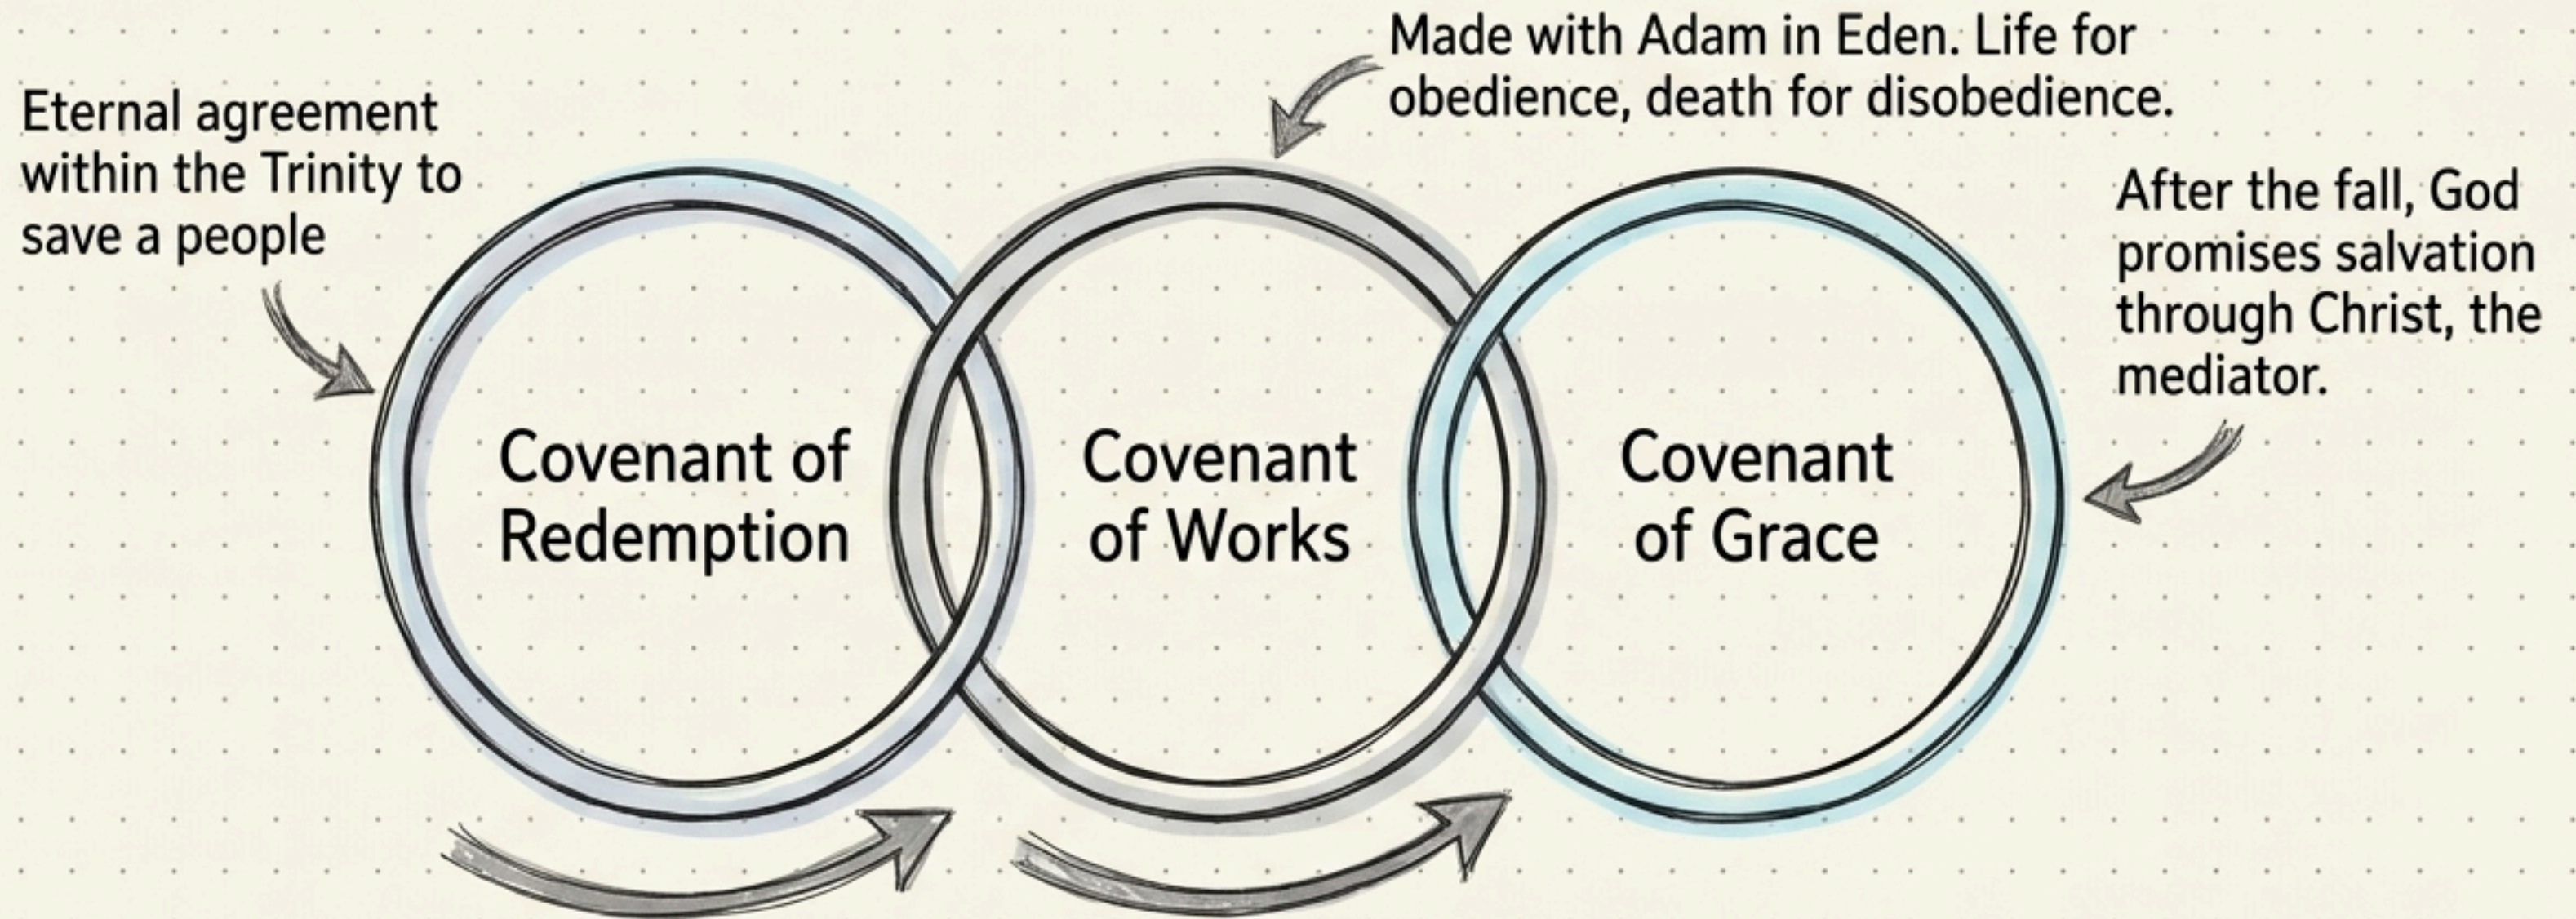 Eternal agreement
within the Trinity to
save a people
Made with Adam in Eden. Life for
obedience, death for disobedience.
After the fall, God
promises salvation
through Christ, the
mediator.
Covenant of
Redemption
Covenant
of Works
Covenant
of Grace